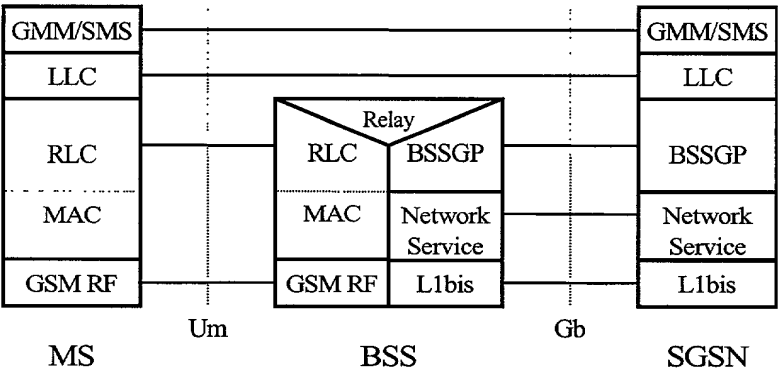 GMM/SMS
LLC
RLC
MAC
GSM RF
MS
Um
Relay
RLC
BSSGP
MAC
Network
Service
GSM RF
L1bis
BSS
Gb
GMM/SMS
LLC
BSSGP
Network
Service
L1bis
SGSN